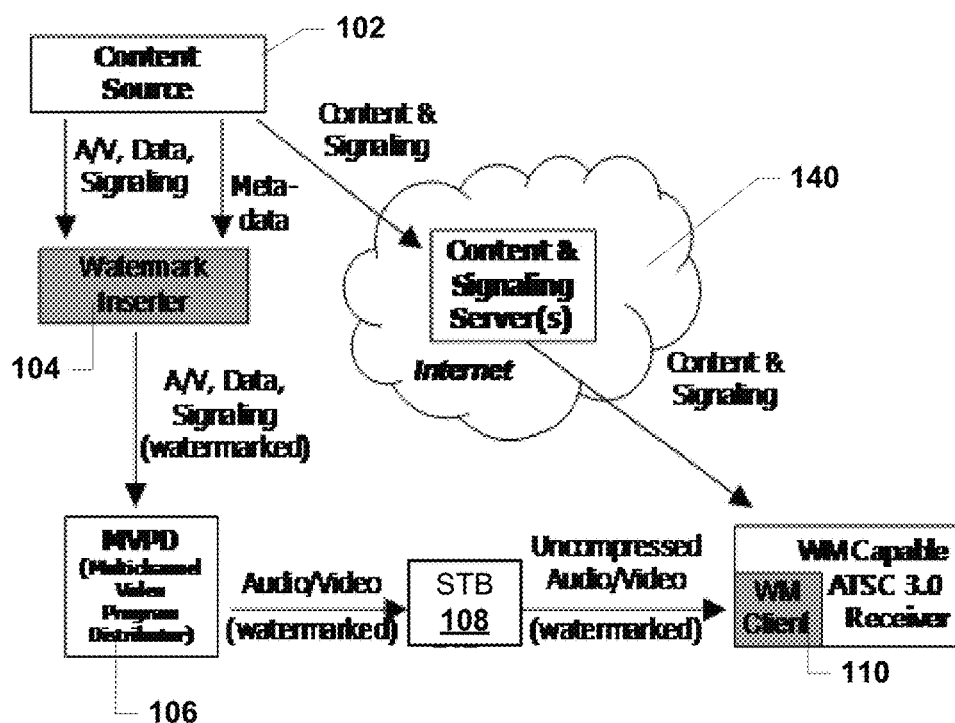 102
Content
Source
Content &
Signaling
A/V, Data,
Signaling
Meta-
data
140
Content &
Signaling
Server(s)
Watermark
Inserter
104
Internet
Content &
Signaling
A/V, Data,
Signaling
(watermarked)
MVPD
(Multichannel
Video
Program
Distributor)
Audio/Video
(watermarked)
STB
108
Uncompressed
Audio/Video
(watermarked)
WM Capable
ATSC 3.0
Receiver
WM
Client
110
106